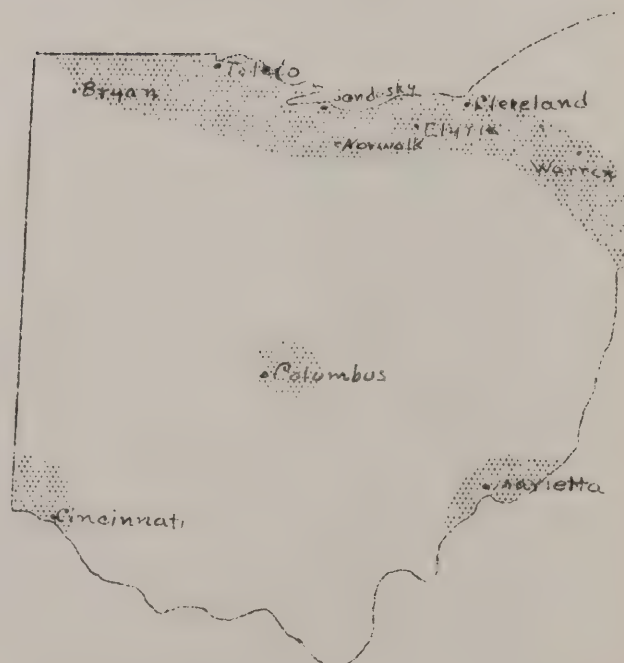 Toledo
Bryan
Sandusky
Cleveland
Elyria
Norwalk
Warren
Columbus
Marietta
Cincinnati